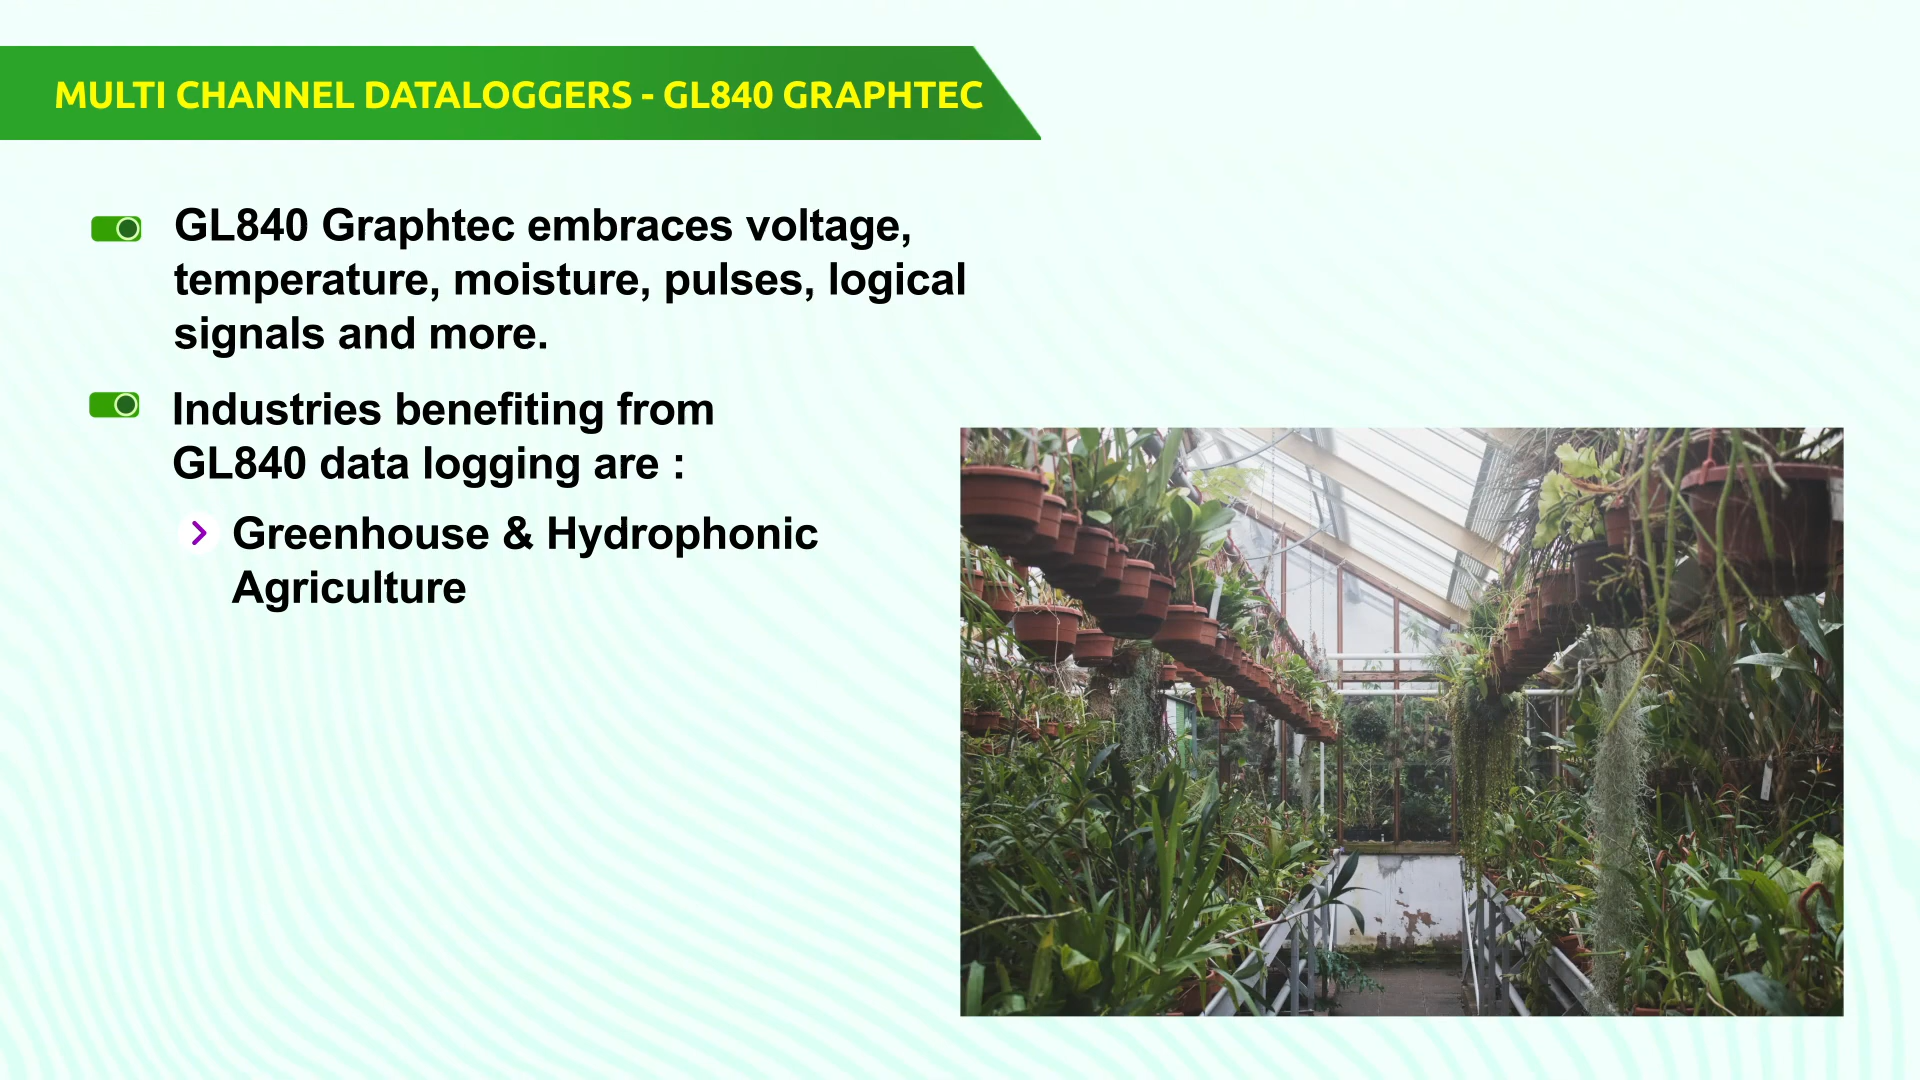 MULTI CHANNEL DATALOGGERS - GL840 GRAPHTEC
GL840 Graphtec embraces voltage,
temperature, moisture, pulses, logical
signals and more.
Industries benefiting from
GL840 data logging are :
Greenhouse & Hydrophonic
Agriculture